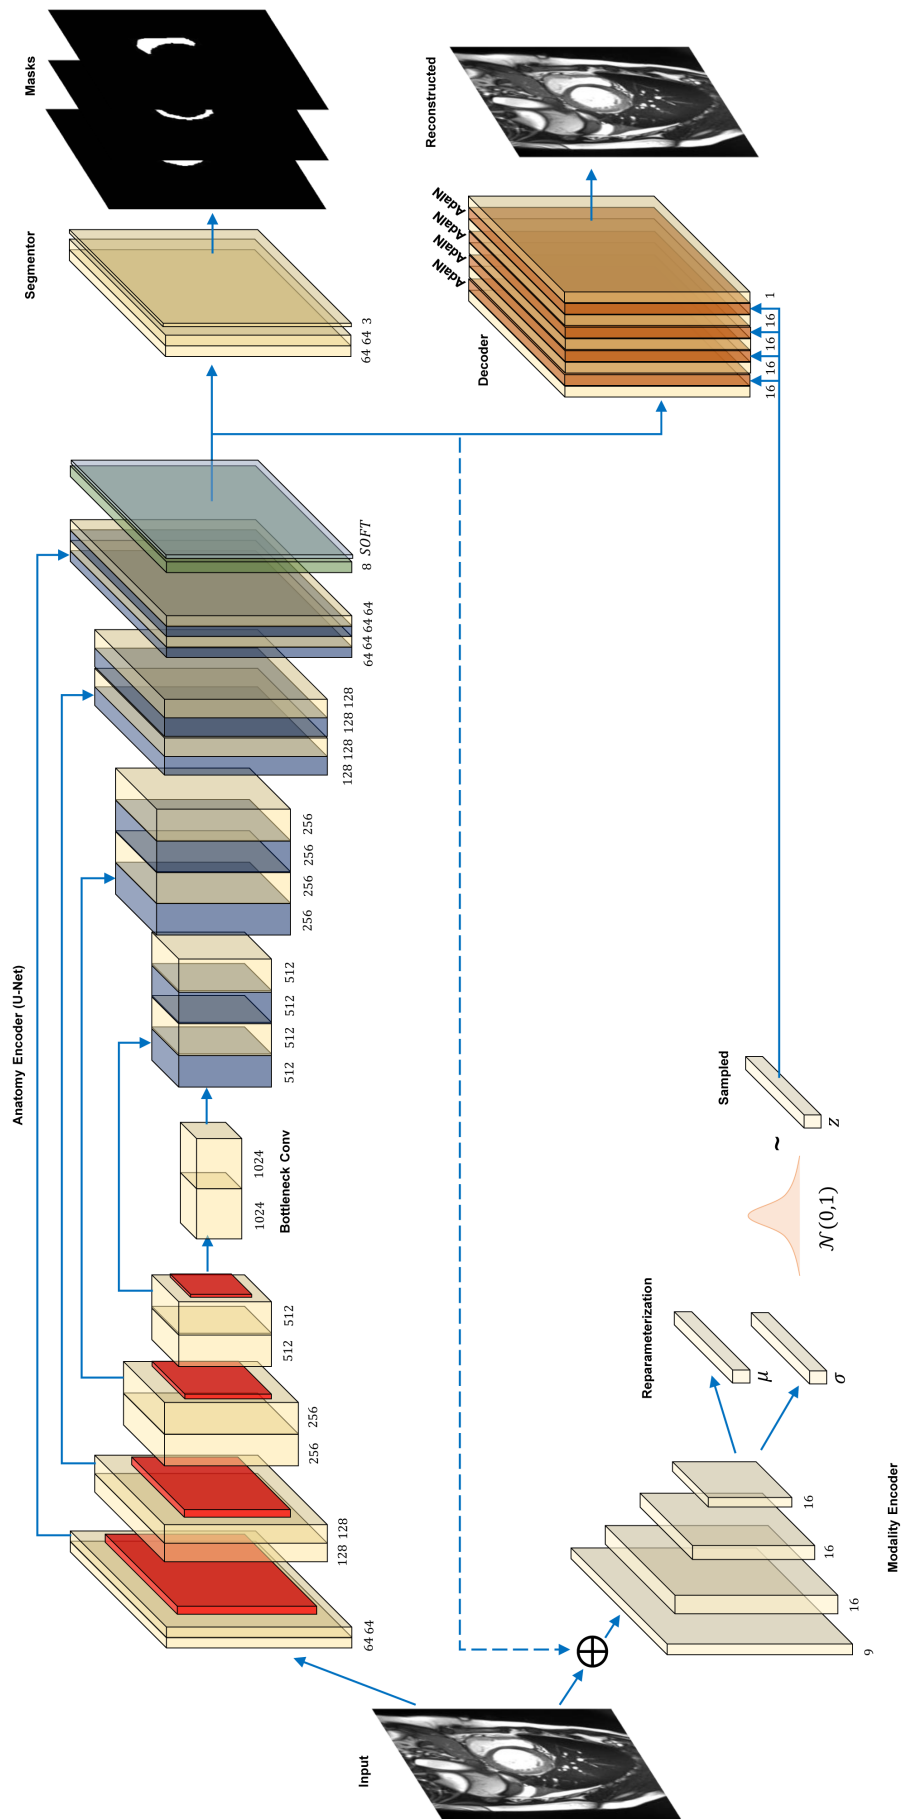 Anatomy Encoder (U-Net)
Segmentor
Masks
64 64
128 128
256
256
512
512
1024
1024
Bottleneck Conv
512
512
512
512
256
256
256
256
128 128 128 128
64 64 64 64
8 SOFT
64 64 3
Input
Decoder
AdaIN
AdaIN
AdaIN
AdaIN
Reconstructed
16
16
16
16
1
9
16
16
16
Modality Encoder
Reparameterization
μ
σ
𝒩(0,1)
~
Sampled
z